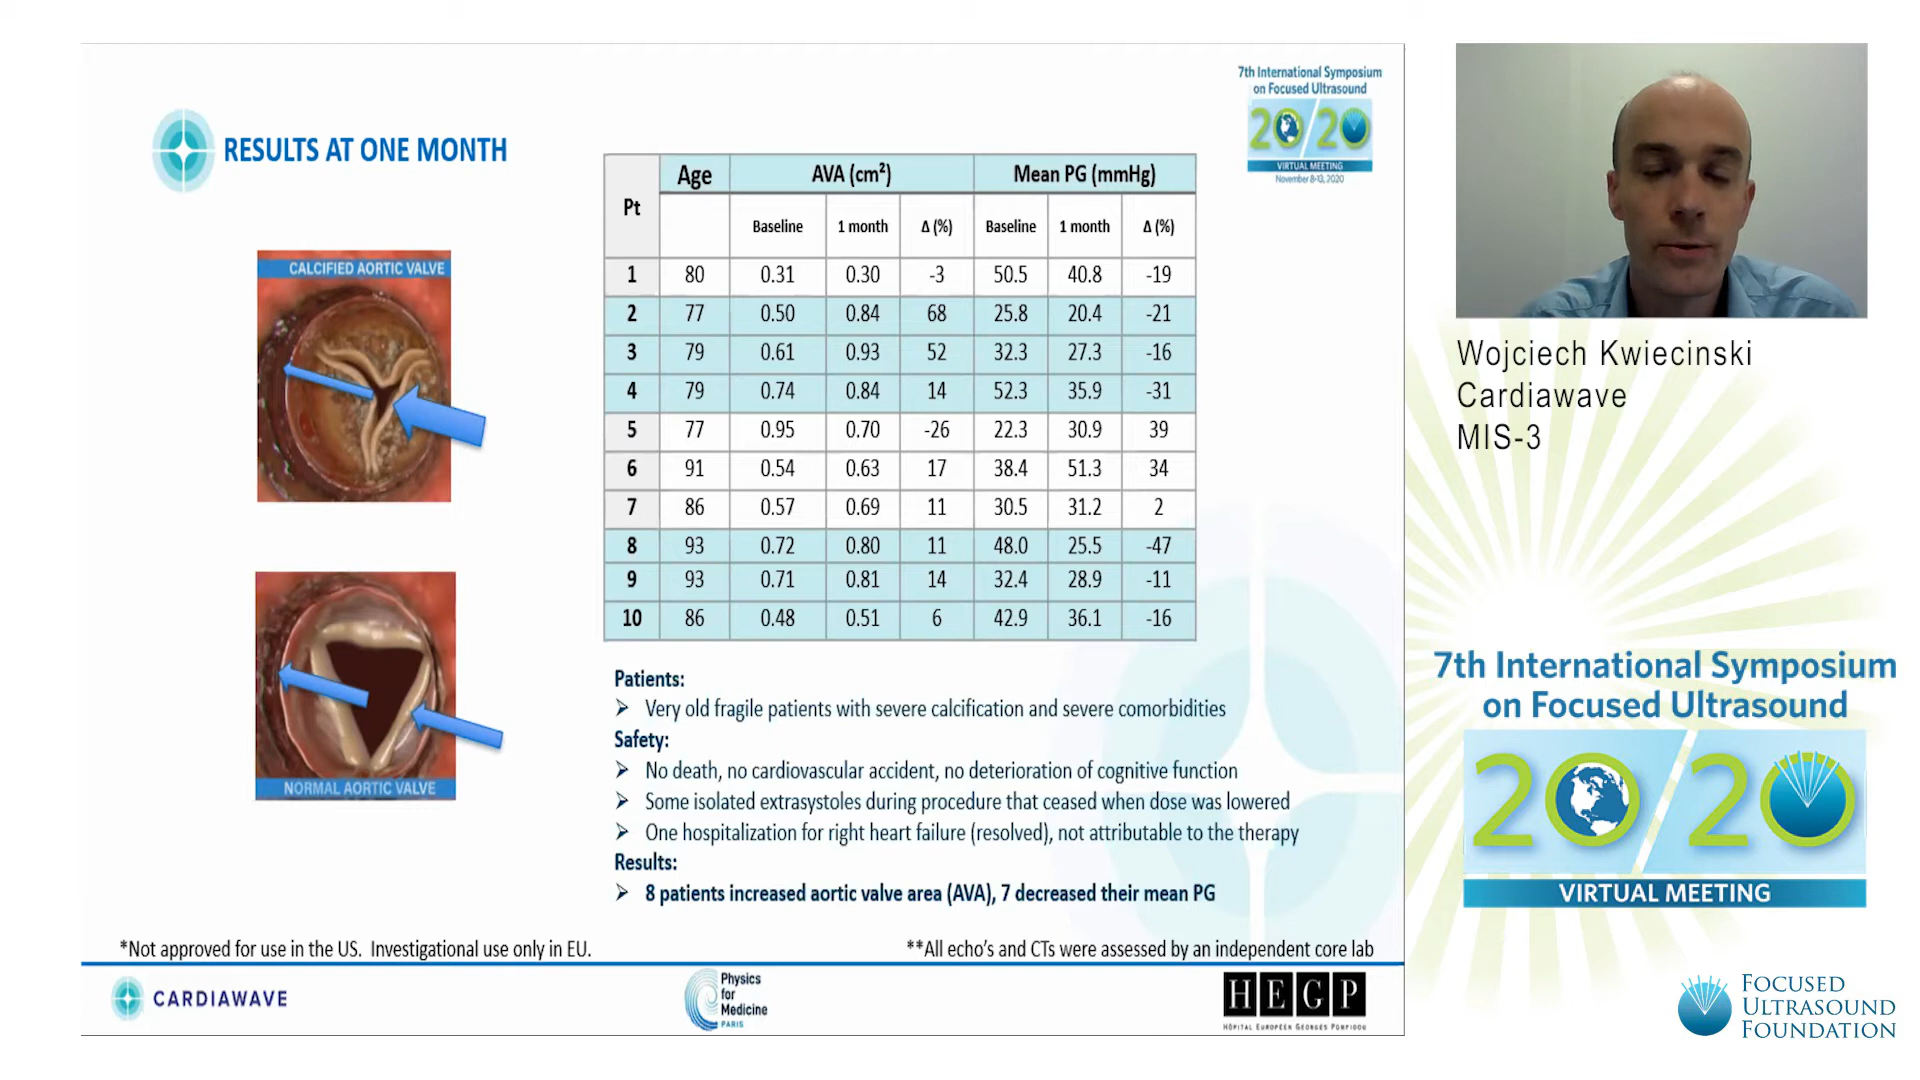 RESULTS AT ONE MONTH
7th International Symposium
on Focused Ultrasound
20/20
VIRTUAL MEETING
November 8-13, 2020
CALCIFIED AORTIC VALVE
NORMAL AORTIC VALVE
Pt Age AVA (cm²) Mean PG (mmHg)
Baseline 1 month Δ (%) Baseline 1 month Δ (%)
1 80 0.31 0.30 -3 50.5 40.8 -19
2 77 0.50 0.84 68 25.8 20.4 -21
3 79 0.61 0.93 52 32.3 27.3 -16
4 79 0.74 0.84 14 52.3 35.9 -31
5 77 0.95 0.70 -26 22.3 30.9 39
6 91 0.54 0.63 17 38.4 51.3 34
7 86 0.57 0.69 11 30.5 31.2 2
8 93 0.72 0.80 11 48.0 25.5 -47
9 93 0.71 0.81 14 32.4 28.9 -11
10 86 0.48 0.51 6 42.9 36.1 -16
Patients:
Very old fragile patients with severe calcification and severe comorbidities
Safety:
No death, no cardiovascular accident, no deterioration of cognitive function
Some isolated extrasystoles during procedure that ceased when dose was lowered
One hospitalization for right heart failure (resolved), not attributable to the therapy
Results:
8 patients increased aortic valve area (AVA), 7 decreased their mean PG
*Not approved for use in the US. Investigational use only in EU.
**All echo's and CTs were assessed by an independent core lab
CARDIAWAVE
Physics
for
Medicine
PARIS
HEGP
HÔPITAL EUROPÉEN GEORGES POMPIDOU
Wojciech Kwiecinski
Cardiawave
MIS-3
7th International Symposium
on Focused Ultrasound
20/20
VIRTUAL MEETING
FOCUSED
ULTRASOUND
FOUNDATION